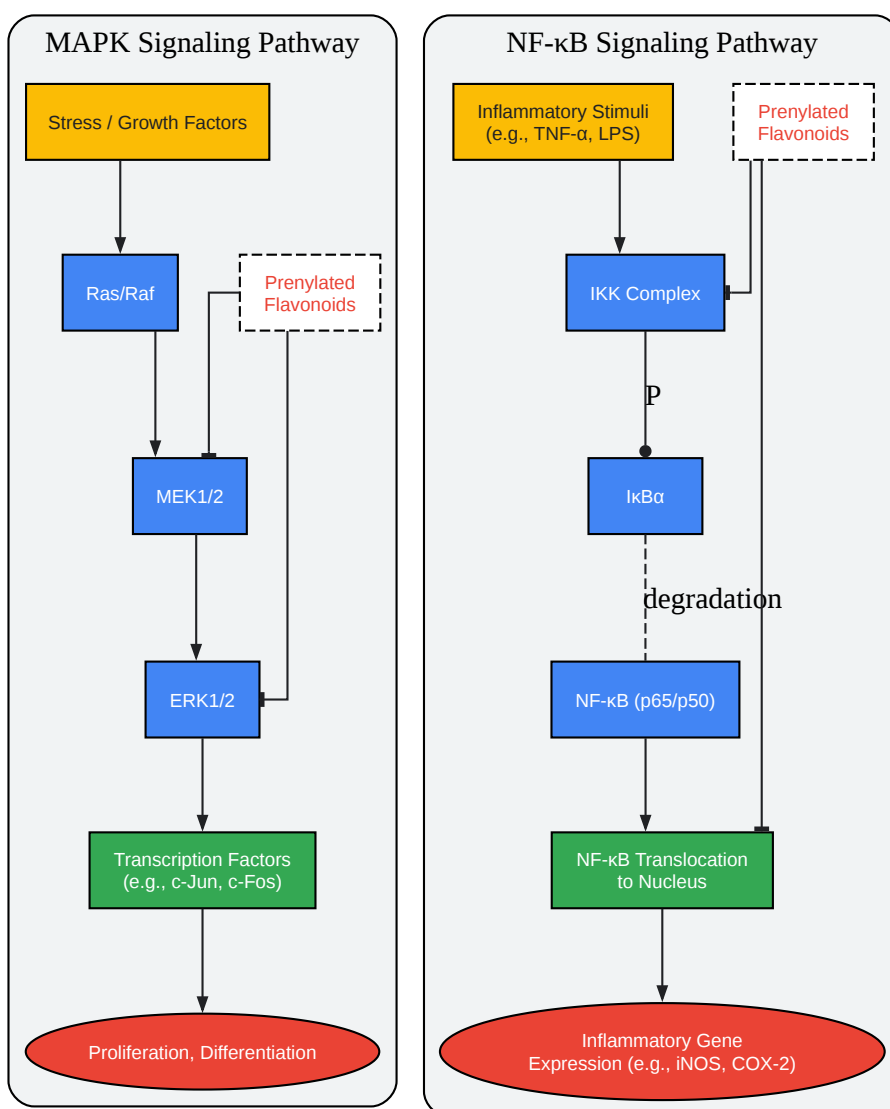 MAPK Signaling Pathway
Stress / Growth Factors
Ras/Raf
Prenylated
Flavonoids
MEK1/2
ERK1/2
Transcription Factors
(e.g., c-Jun, c-Fos)
Proliferation, Differentiation
NF-κB Signaling Pathway
Inflammatory Stimuli
(e.g., TNF-α, LPS)
Prenylated
Flavonoids
IKK Complex
P
IκBα
degradation
NF-κB (p65/p50)
NF-κB Translocation
to Nucleus
Inflammatory Gene
Expression (e.g., iNOS, COX-2)